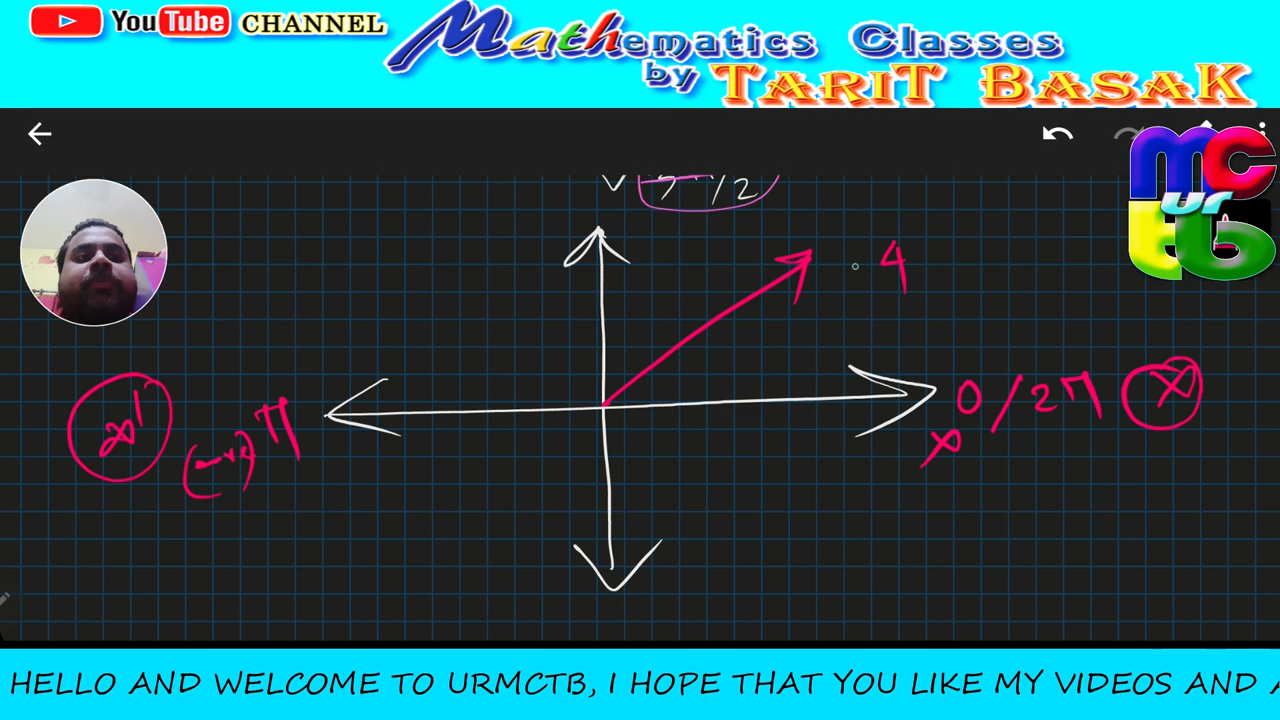 YouTube CHANNEL
Mathematics Classes
by TARIT BASAK
mc
ur
tb
/2
4
x'
(-ve) π
0/2π x
x
HELLO AND WELCOME TO URMCTB, I HOPE THAT YOU LIKE MY VIDEOS AND A